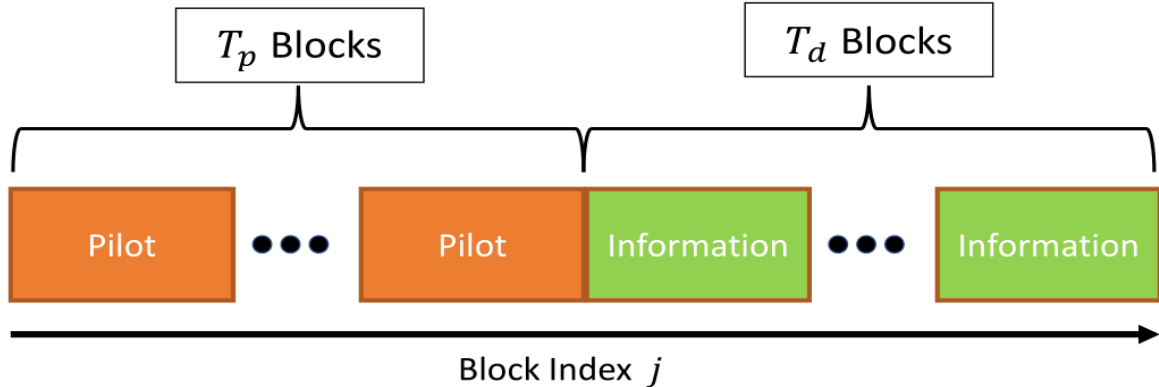 T_p Blocks
T_d Blocks
Pilot
Pilot
Information
Information
Block Index j